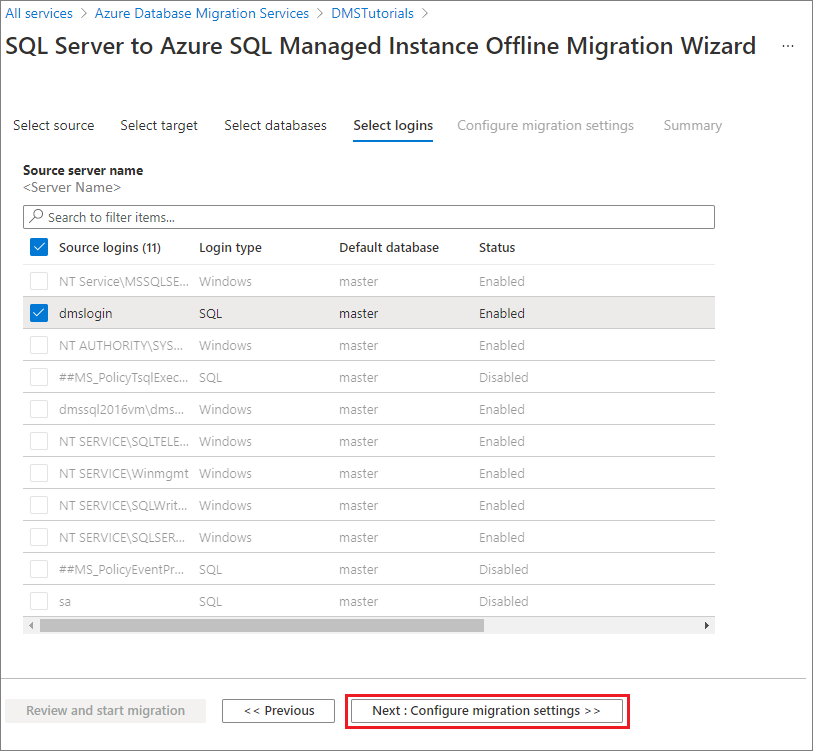 All services > Azure Database Migration Services > DMSTutorials >
SQL Server to Azure SQL Managed Instance Offline Migration Wizard ...
Select source Select target Select databases Select logins Configure migration settings Summary
Source server name
<Server Name>
Search to filter items...
Source logins (11) Login type Default database Status
NT Service\MSSQLSE... Windows master Enabled
dmslogin SQL master Enabled
NT AUTHORITY\SYS... Windows master Enabled
##MS_PolicyTsqlExec... SQL master Disabled
dmssql2016vm\dms... Windows master Enabled
NT SERVICE\SQLTELE... Windows master Enabled
NT SERVICE\Winmgmt Windows master Enabled
NT SERVICE\SQLWrit... Windows master Enabled
NT SERVICE\SQLSER... Windows master Enabled
##MS_PolicyEventPr... SQL master Disabled
sa SQL master Disabled
Review and start migration << Previous Next : Configure migration settings >>